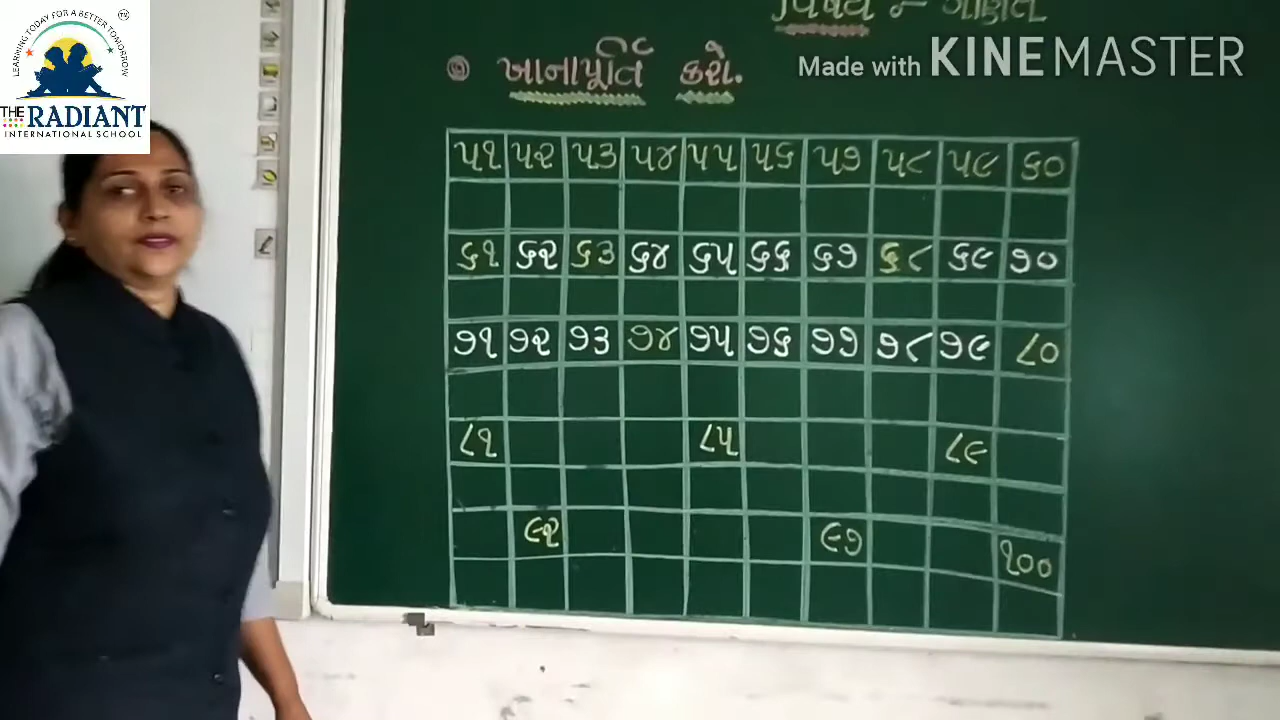 LEARNING TODAY FOR A BETTER TOMORROW
THE RADIANT
INTERNATIONAL SCHOOL
વિષય :- ગણિત
Made with KINEMASTER
ખાનાપૂર્તિ કરો.
૫૧ ૫૨ ૫૩ ૫૪ ૫૫ ૫૬ ૫૭ ૫૮ ૫૯ ૬૦
૬૧ ૬૨ ૬૩ ૬૪ ૬૫ ૬૬ ૬૭ ૬૮ ૬૯ ૭૦
૭૧ ૭૨ ૭૩ ૭૪ ૭૫ ૭૬ ૭૭ ૭૮ ૭૯ ૮૦
૮૧ ૮૫ ૮૯
૯૨ ૯૭ ૧૦૦